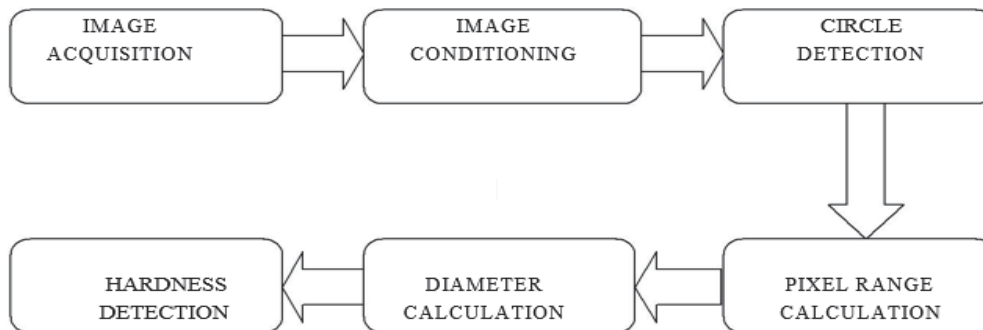 IMAGE
ACQUISITION
IMAGE
CONDITIONING
CIRCLE
DETECTION
HARDNESS
DETECTION
DIAMETER
CALCULATION
PIXEL RANGE
CALCULATION